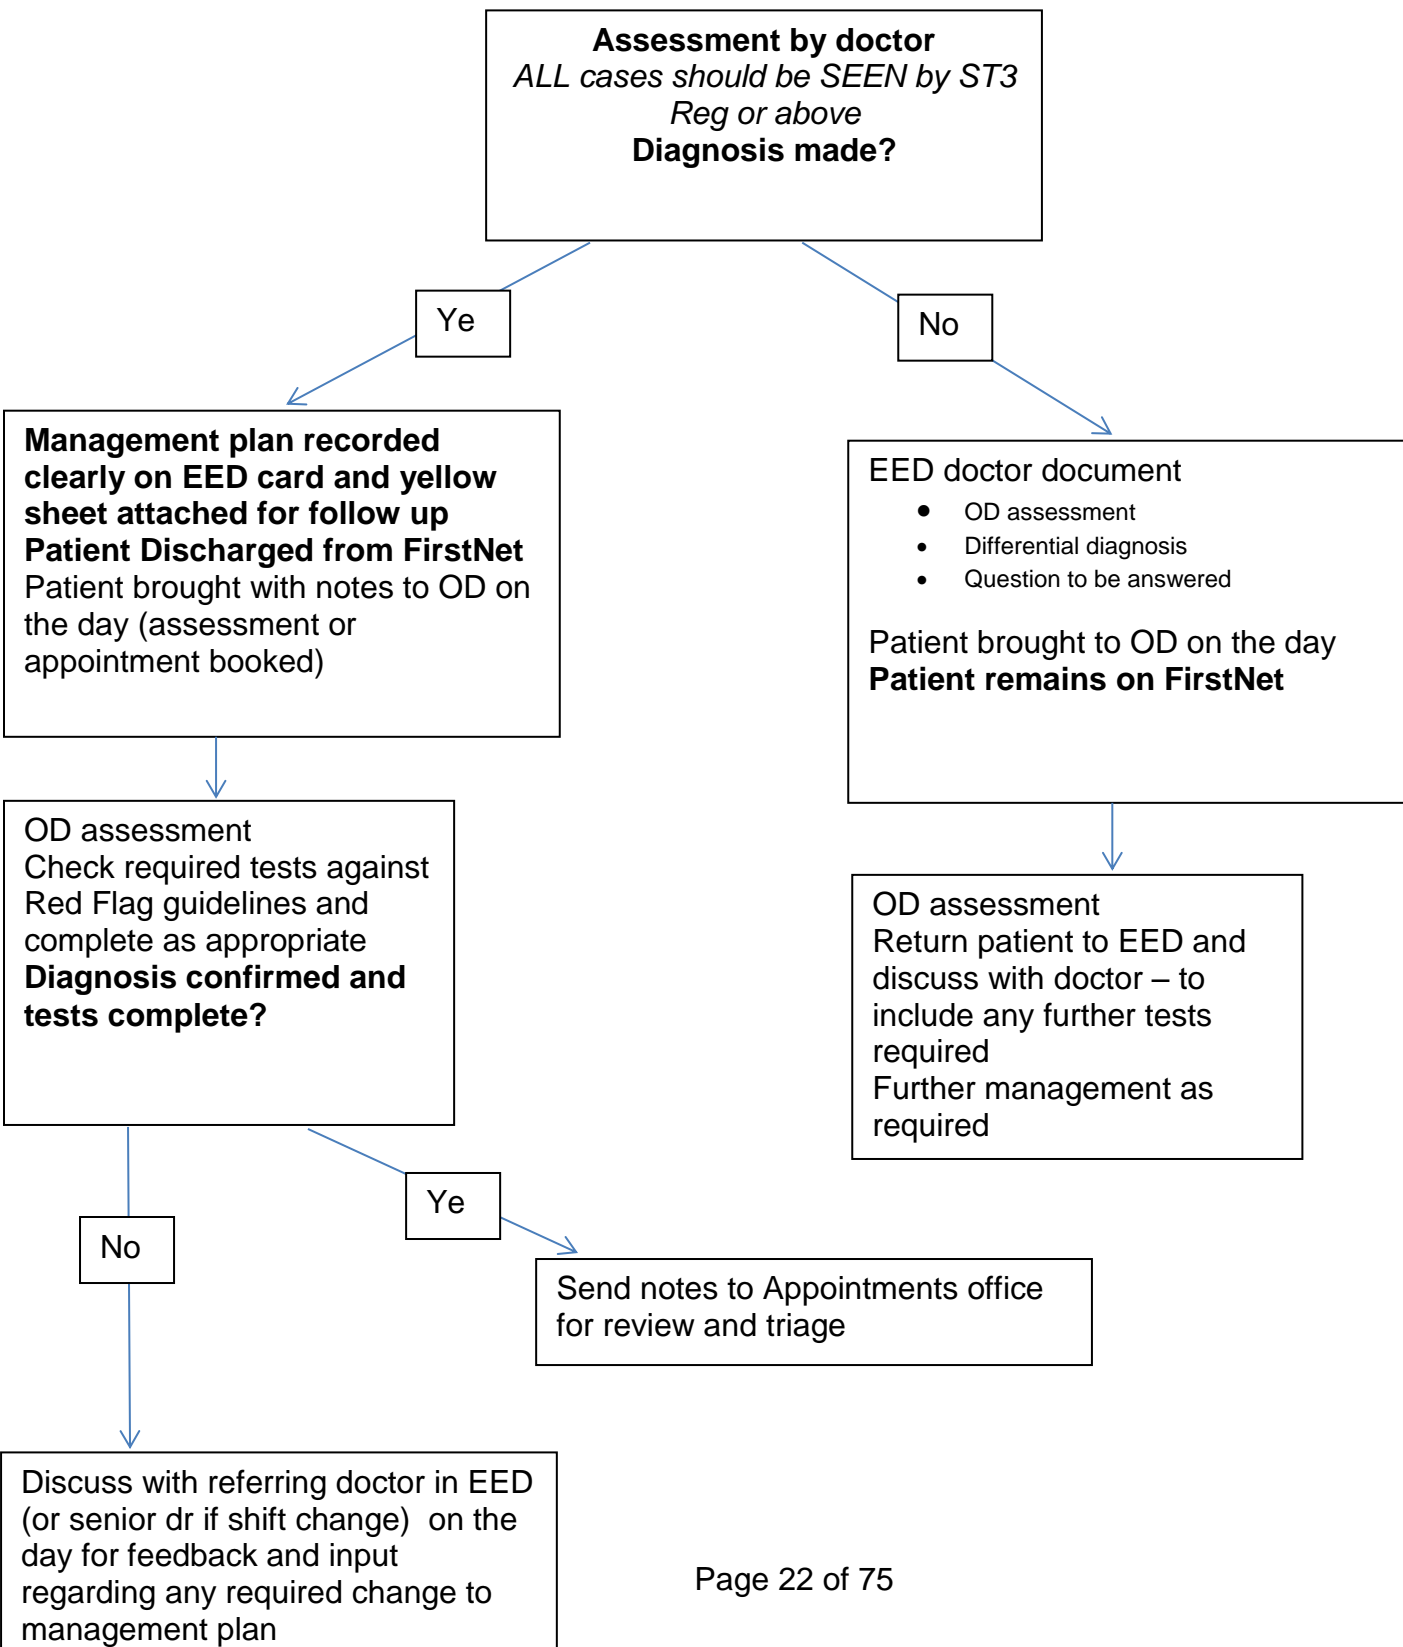 Assessment by doctor
ALL cases should be SEEN by ST3
Reg or above
Diagnosis made?
Ye
No
Management plan recorded
clearly on EED card and yellow
sheet attached for follow up
Patient Discharged from FirstNet
Patient brought with notes to OD on
the day (assessment or
appointment booked)
EED doctor document
• OD assessment
• Differential diagnosis
• Question to be answered
Patient brought to OD on the day
Patient remains on FirstNet
OD assessment
Check required tests against
Red Flag guidelines and
complete as appropriate
Diagnosis confirmed and
tests complete?
OD assessment
Return patient to EED and
discuss with doctor – to
include any further tests
required
Further management as
required
Ye
No
Send notes to Appointments office
for review and triage
Discuss with referring doctor in EED
(or senior dr if shift change) on the
day for feedback and input
regarding any required change to
management plan
Page 22 of 75